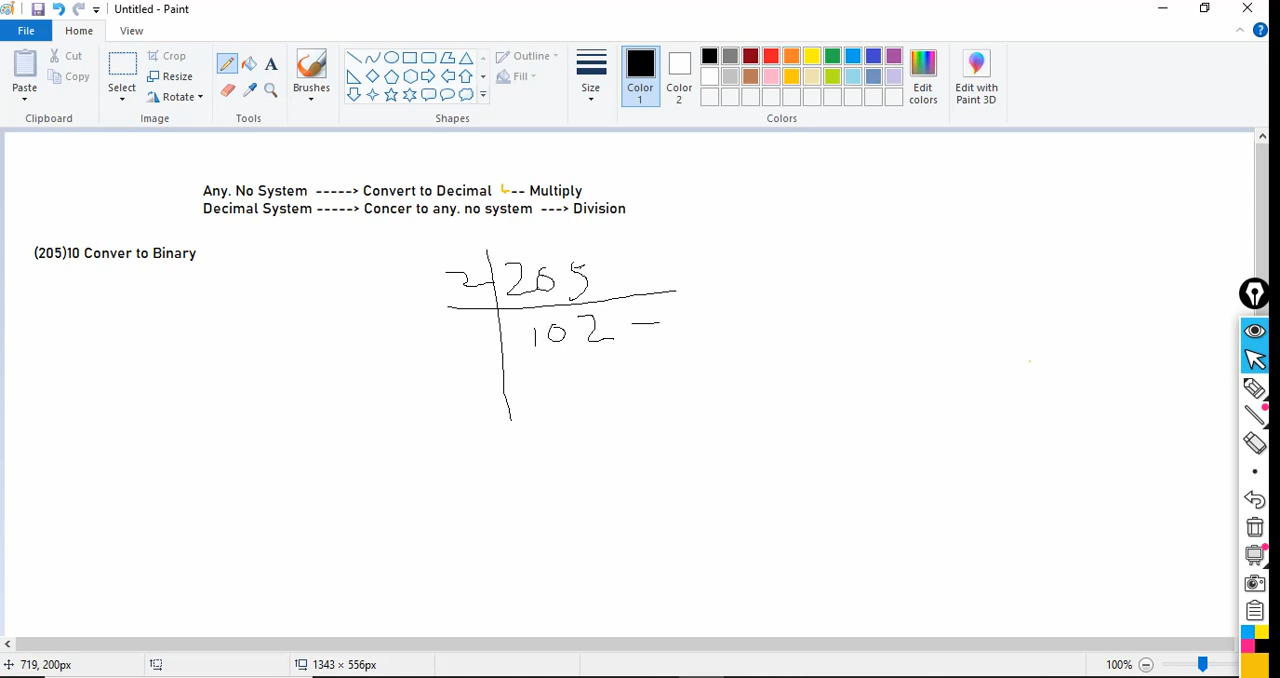 Untitled - Paint
File Home View
Paste
Cut
Copy
Clipboard
Select
Crop
Resize
Rotate
Image
A
Tools
Brushes
Outline
Fill
Shapes
Size
Color 1
Color 2
Edit colors
Edit with Paint 3D
Colors
Any. No System -----> Convert to Decimal --- Multiply
Decimal System -----> Concer to any. no system ---> Division
(205)10 Conver to Binary
2 205
102 -
719, 200px
1343 × 556px
100%